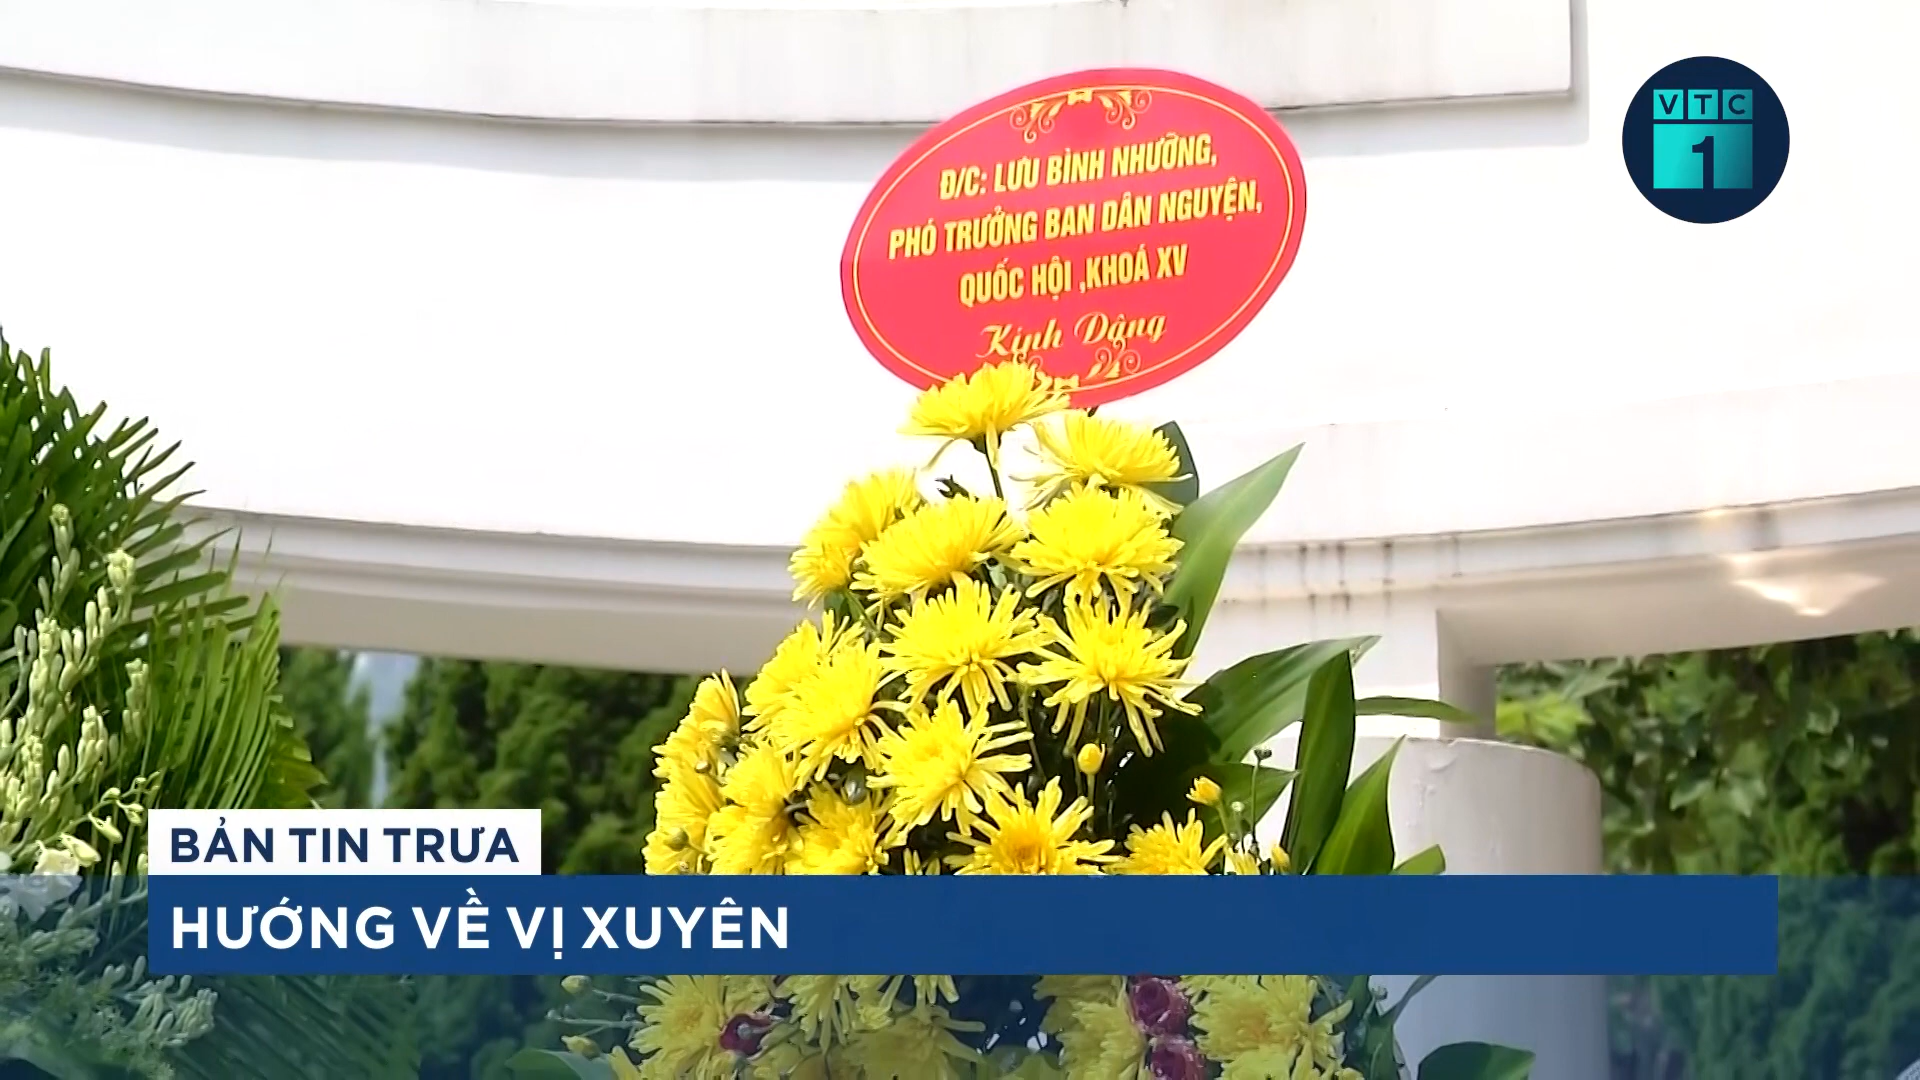 VTC
1
Đ/C: LƯU BÌNH NHƯỠNG,
PHÓ TRƯỞNG BAN DÂN NGUYỆN,
QUỐC HỘI ,KHOÁ XV
Kính Dâng
BẢN TIN TRƯA
HƯỚNG VỀ VỊ XUYÊN